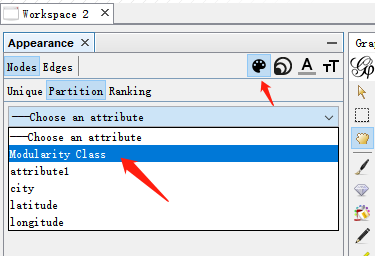 Workspace 2
Appearance
Nodes Edges
Unique Partition Ranking
---Choose an attribute
---Choose an attribute
Modularity Class
attribute1
city
latitude
longitude
Gra